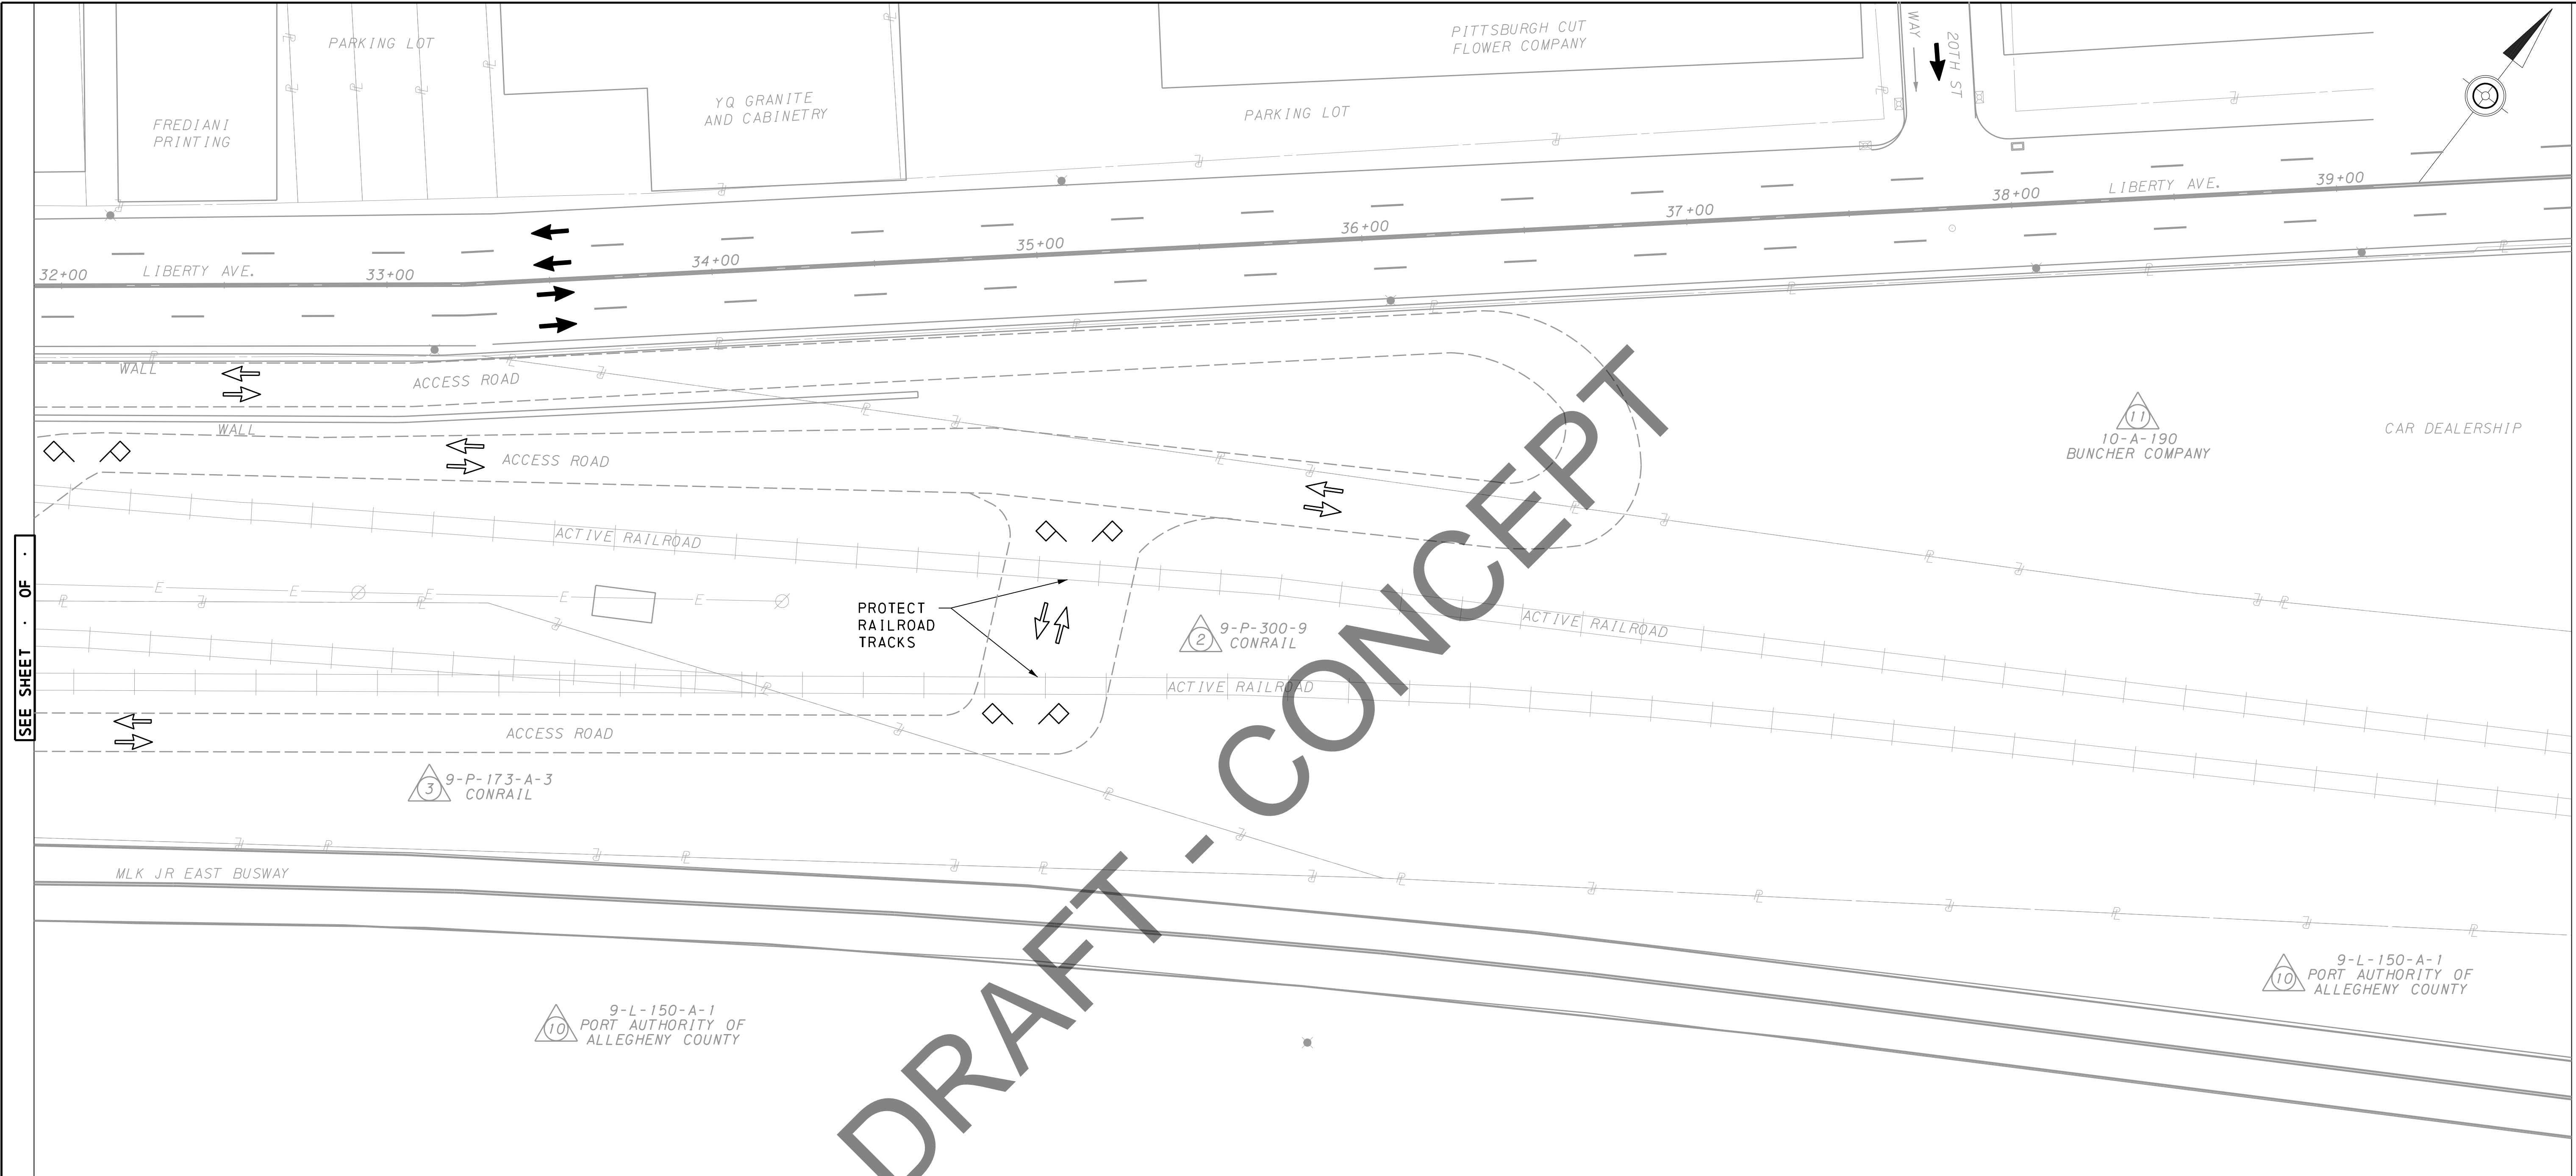 PARKING LOT
FREDIANI
PRINTING
YQ GRANITE
AND CABINETRY
PITTSBURGH CUT
FLOWER COMPANY
PARKING LOT
WAY
20TH ST
32+00
LIBERTY AVE.
33+00
34+00
35+00
36+00
37+00
38+00
LIBERTY AVE.
39+00
WALL
ACCESS ROAD
WALL
ACCESS ROAD
11
10-A-190
BUNCHER COMPANY
CAR DEALERSHIP
SEE SHEET · OF ·
ACTIVE RAILROAD
E
E
E
E
E
PROTECT
RAILROAD
TRACKS
2
9-P-300-9
CONRAIL
ACTIVE RAILROAD
ACTIVE RAILROAD
ACCESS ROAD
3
9-P-173-A-3
CONRAIL
MLK JR EAST BUSWAY
10
9-L-150-A-1
PORT AUTHORITY OF
ALLEGHENY COUNTY
10
9-L-150-A-1
PORT AUTHORITY OF
ALLEGHENY COUNTY
DRAFT - CONCEPT